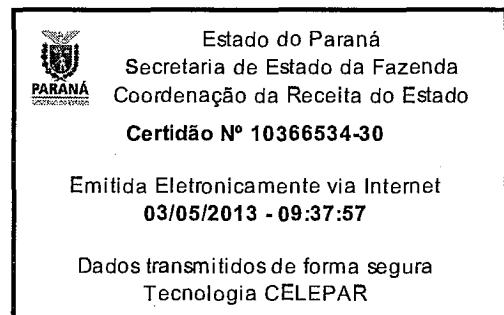 Estado do Paraná
Secretaria de Estado da Fazenda
PARANÁ
Coordenação da Receita do Estado
Certidão Nº 10366534-30
Emitida Eletronicamente via Internet
03/05/2013 - 09:37:57
Dados transmitidos de forma segura
Tecnologia CELEPAR